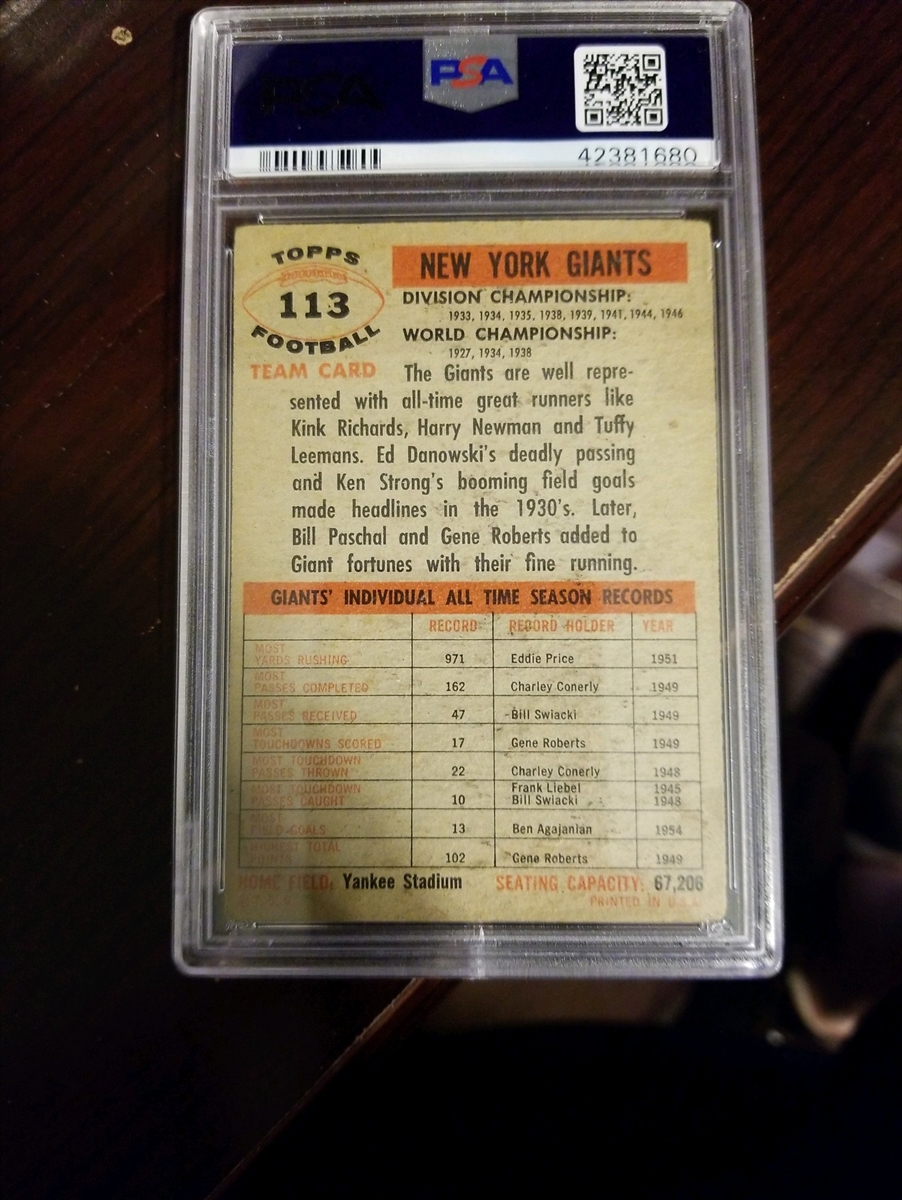 PSA
PSA
42381680
TOPPS
113
FOOTBALL
NEW YORK GIANTS
DIVISION CHAMPIONSHIP:
1933, 1934, 1935, 1938, 1939, 1941, 1944, 1946
WORLD CHAMPIONSHIP:
1927, 1934, 1938
TEAM CARD The Giants are well repre-
sented with all-time great runners like
Kink Richards, Harry Newman and Tuffy
Leemans. Ed Danowski's deadly passing
and Ken Strong's booming field goals
made headlines in the 1930's. Later,
Bill Paschal and Gene Roberts added to
Giant fortunes with their fine running.
GIANTS' INDIVIDUAL ALL TIME SEASON RECORDS
RECORD RECORD HOLDER YEAR
MOST
YARDS RUSHING 971 Eddie Price 1951
MOST
PASSES COMPLETED 162 Charley Conerly 1949
MOST
PASSES RECEIVED 47 Bill Swiacki 1949
MOST
TOUCHDOWNS SCORED 17 Gene Roberts 1949
MOST TOUCHDOWN
PASSES THROWN 22 Charley Conerly 1948
MOST TOUCHDOWN Frank Liebel 1945
PASSES CAUGHT 10 Bill Swiacki 1948
MOST
FIELD GOALS 13 Ben Agajanian 1954
HIGHEST TOTAL
POINTS 102 Gene Roberts 1949
HOME FIELD: Yankee Stadium SEATING CAPACITY: 67,206
PRINTED IN U.S.A.